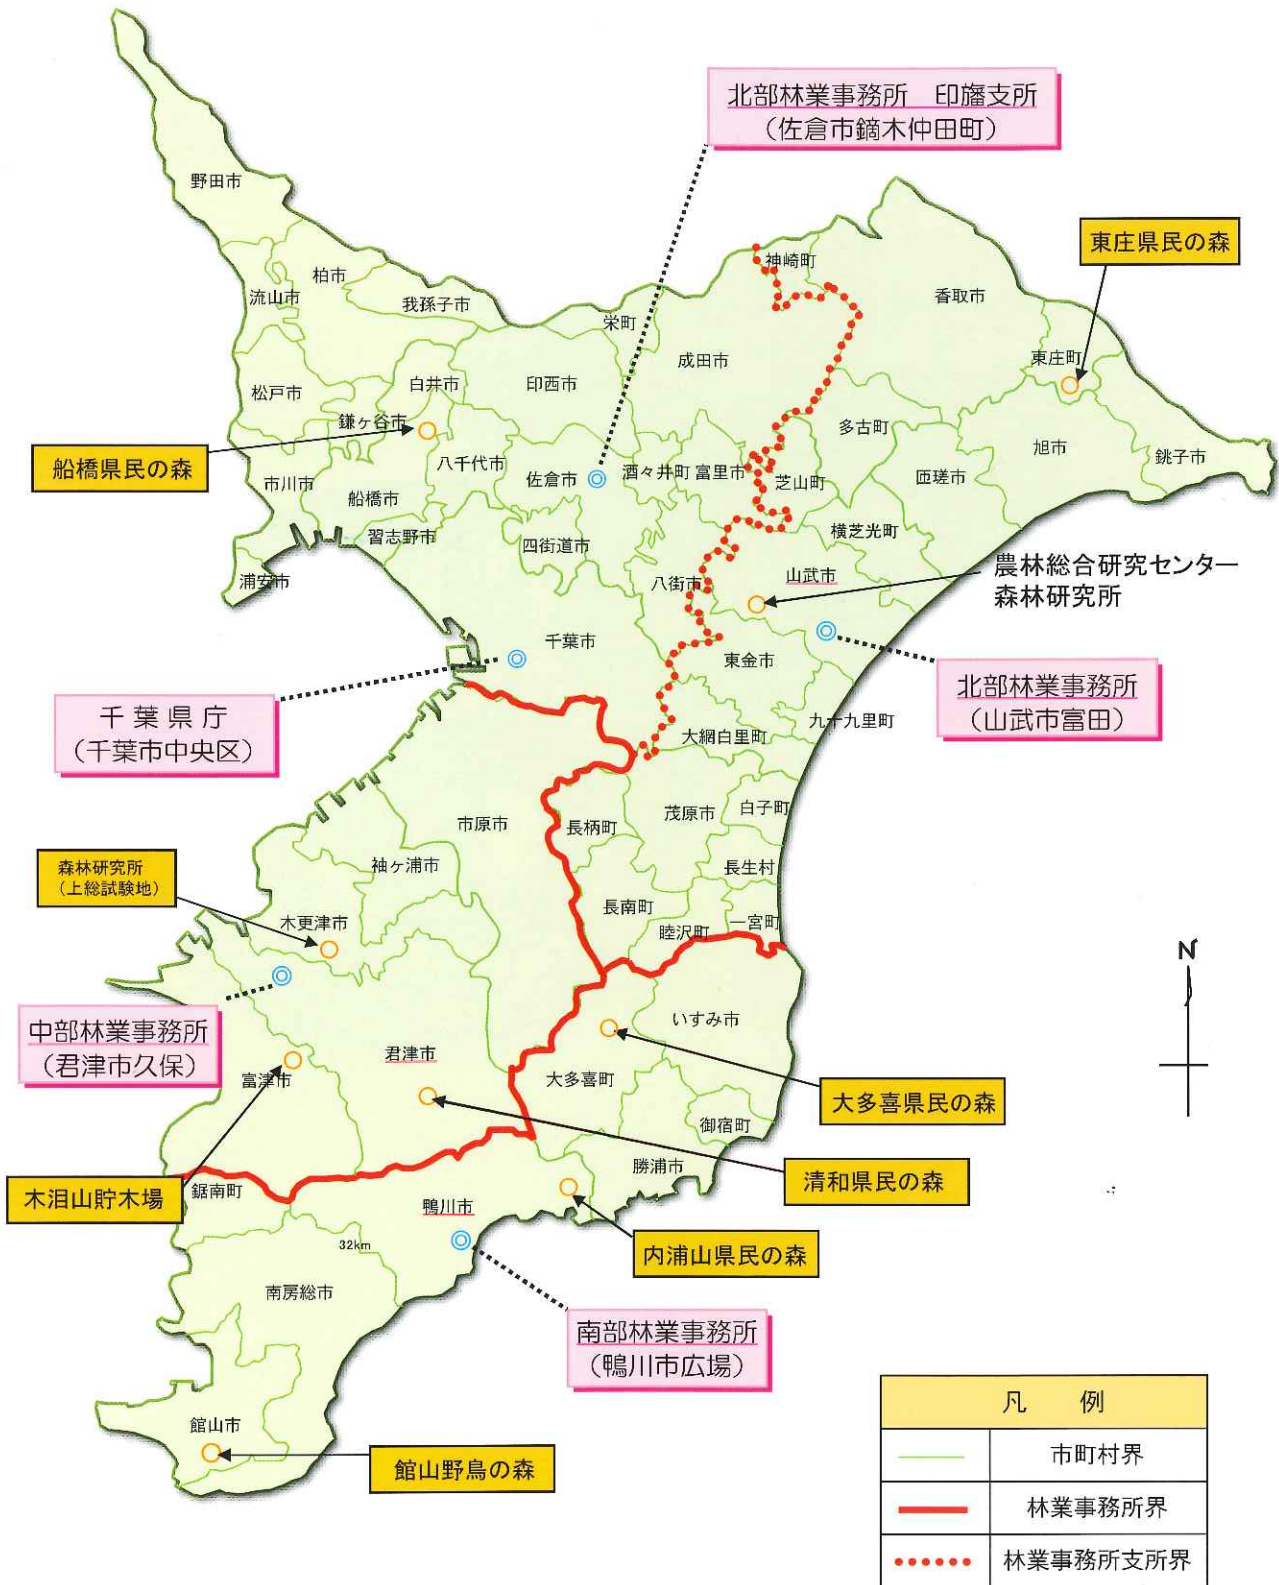 北部林業事務所　印旛支所
（佐倉市鏑木仲田町）
野田市
東庄県民の森
神崎町
柏市
香取市
流山市
我孫子市
栄町
成田市
東庄町
白井市
印西市
松戸市
鎌ヶ谷市
多古町
旭市
船橋県民の森
八千代市
佐倉市
酒々井町
富里市
芝山町
匝瑳市
銚子市
市川市
船橋市
習志野市
四街道市
横芝光町
浦安市
八街市
山武市
農林総合研究センター
森林研究所
千葉市
東金市
北部林業事務所
（山武市富田）
千葉県庁
（千葉市中央区）
九十九里町
大網白里町
市原市
長柄町
茂原市
白子町
森林研究所
（上総試験地）
袖ヶ浦市
長生村
木更津市
長南町
睦沢町
一宮町
N
中部林業事務所
（君津市久保）
いすみ市
君津市
富津市
大多喜町
大多喜県民の森
御宿町
木泪山貯木場
鋸南町
勝浦市
清和県民の森
鴨川市
32km
内浦山県民の森
南房総市
南部林業事務所
（鴨川市広場）
館山市
館山野鳥の森
凡　例
市町村界
林業事務所界
林業事務所支所界